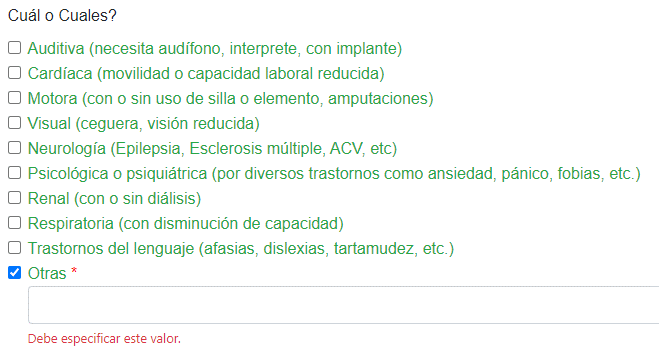 Cuál o Cuales?
Auditiva (necesita audífono, interprete, con implante)
Cardíaca (movilidad o capacidad laboral reducida)
Motora (con o sin uso de silla o elemento, amputaciones)
Visual (ceguera, visión reducida)
Neurología (Epilepsia, Esclerosis múltiple, ACV, etc)
Psicológica o psiquiátrica (por diversos trastornos como ansiedad, pánico, fobias, etc.)
Renal (con o sin diálisis)
Respiratoria (con disminución de capacidad)
Trastornos del lenguaje (afasias, dislexias, tartamudez, etc.)
Otras *
Debe especificar este valor.